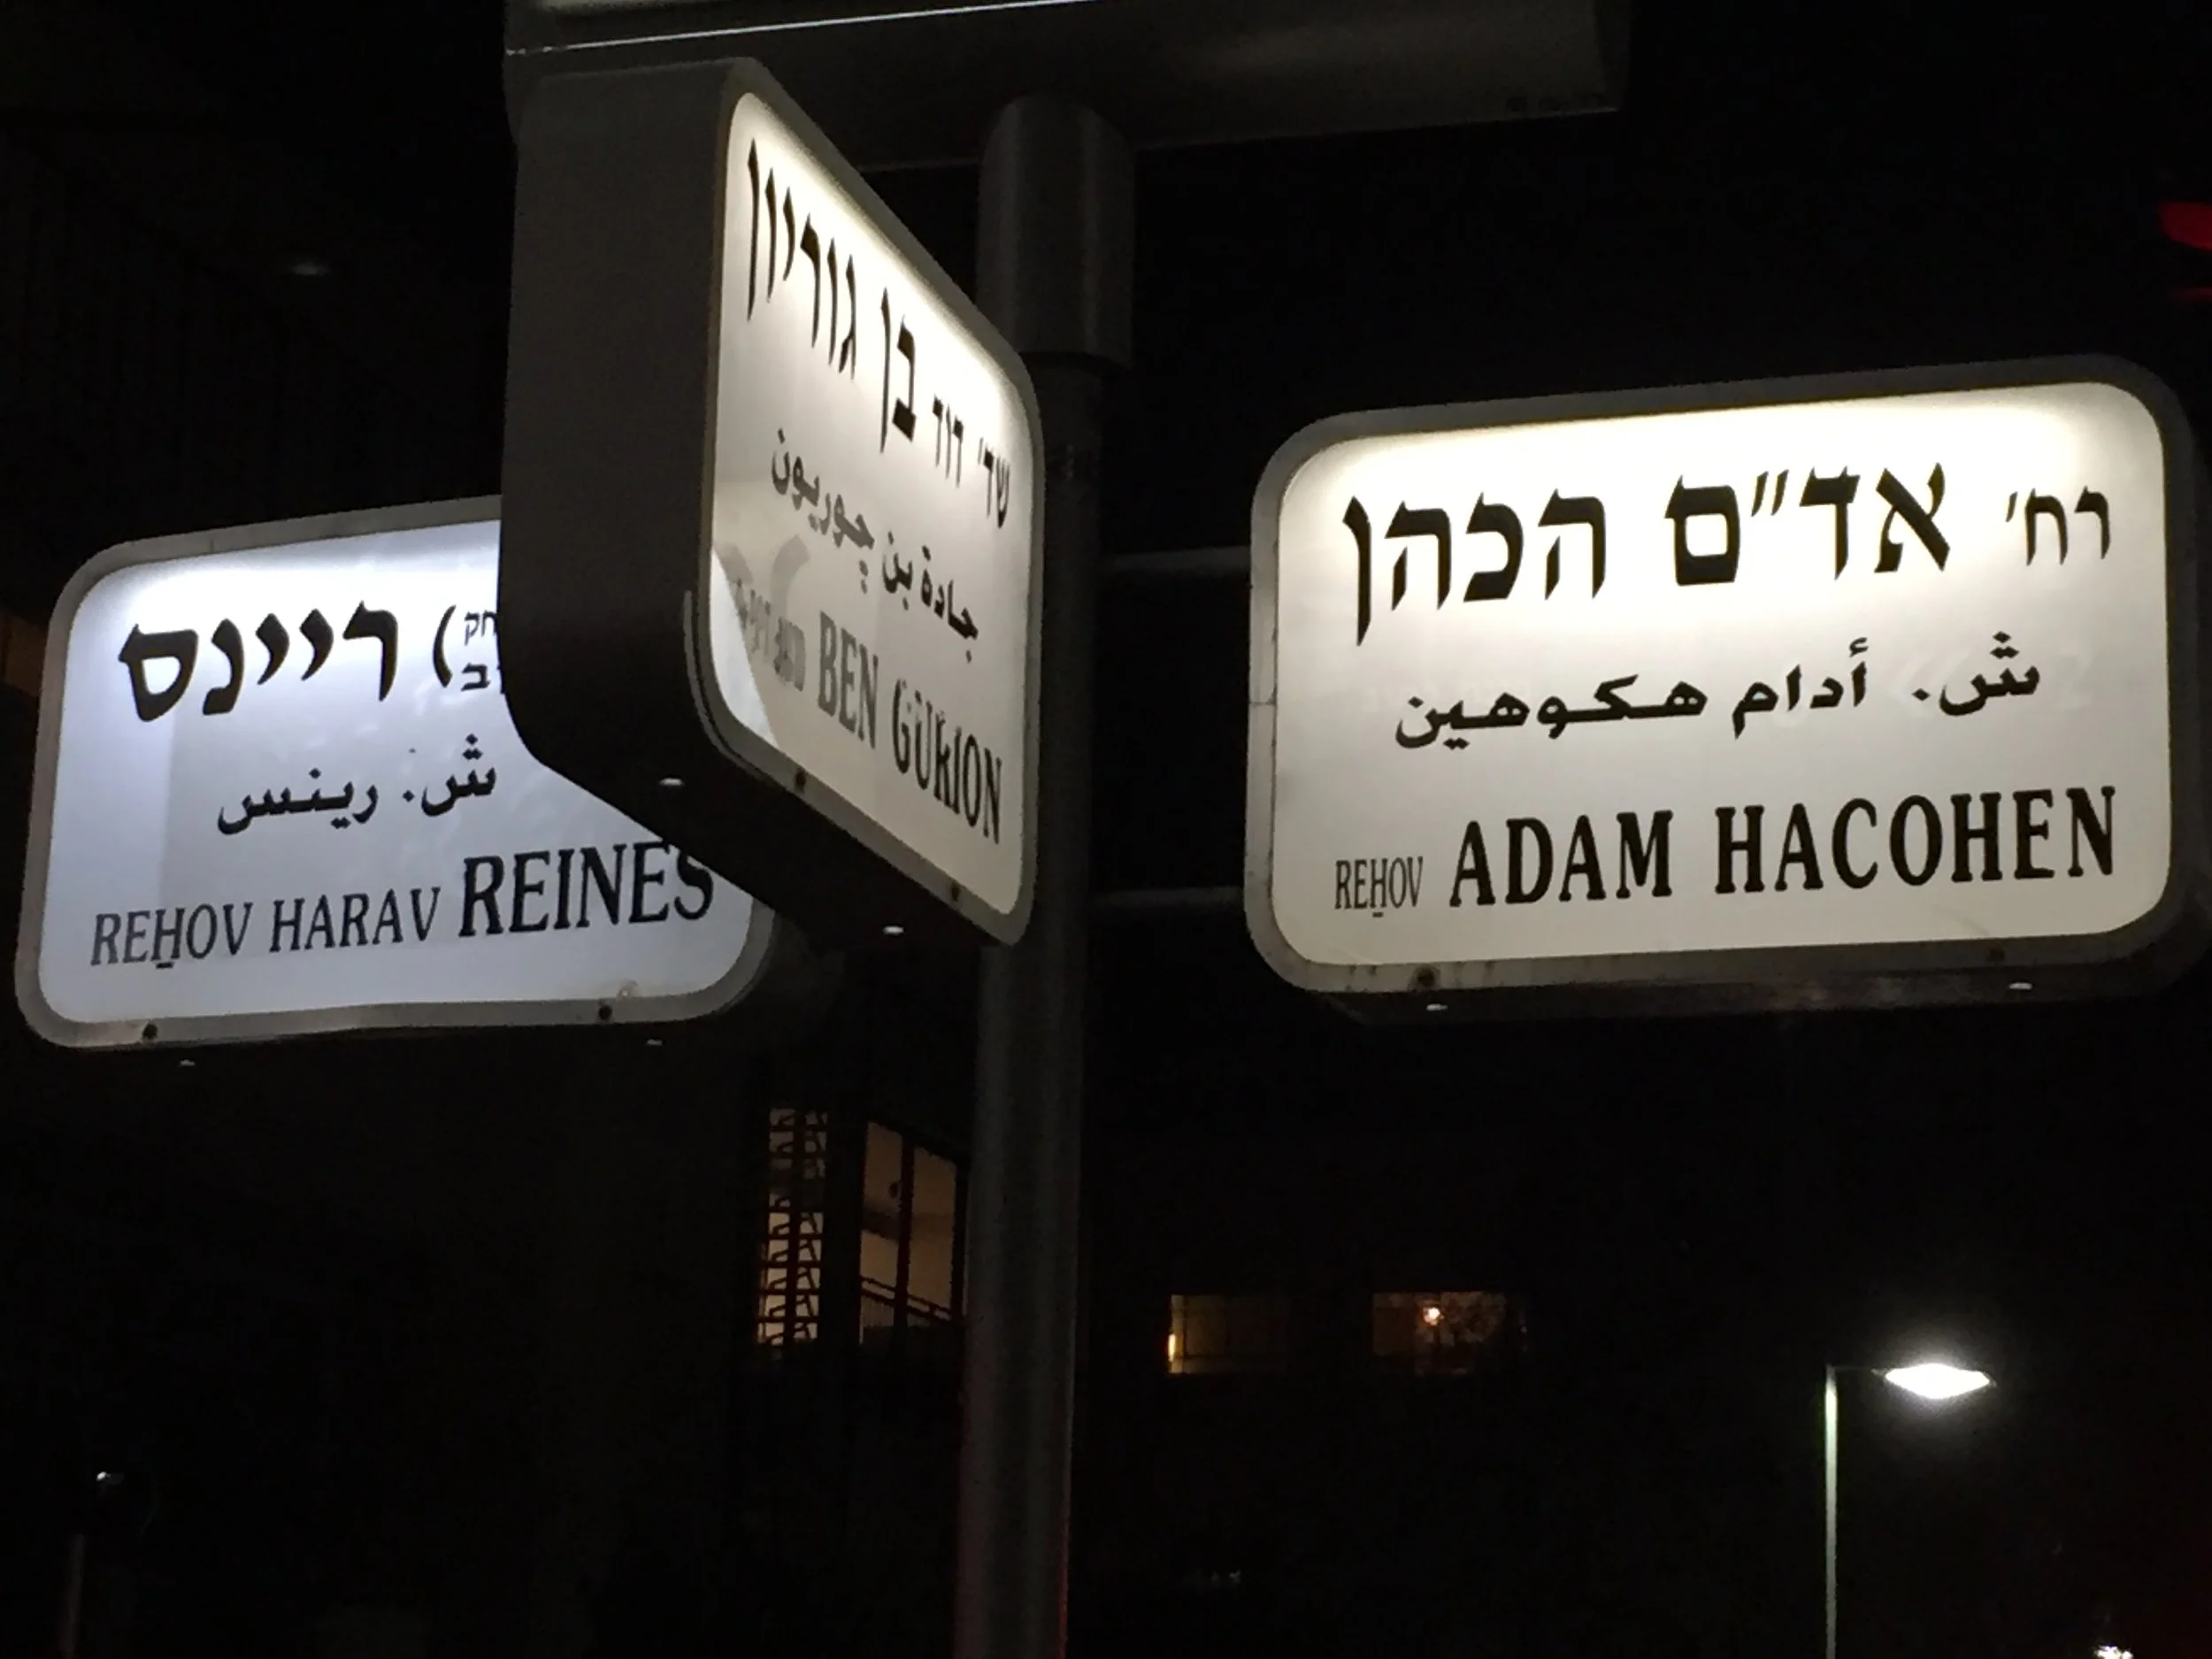 ריינס (
ش. رينس
REHOV HARAV REINES
שד' דוד בן גוריון
جادة بن چوريون
BEN GURION
רח' אד"ם הכהן
ش. أدام هكوهين
REHOV ADAM HACOHEN